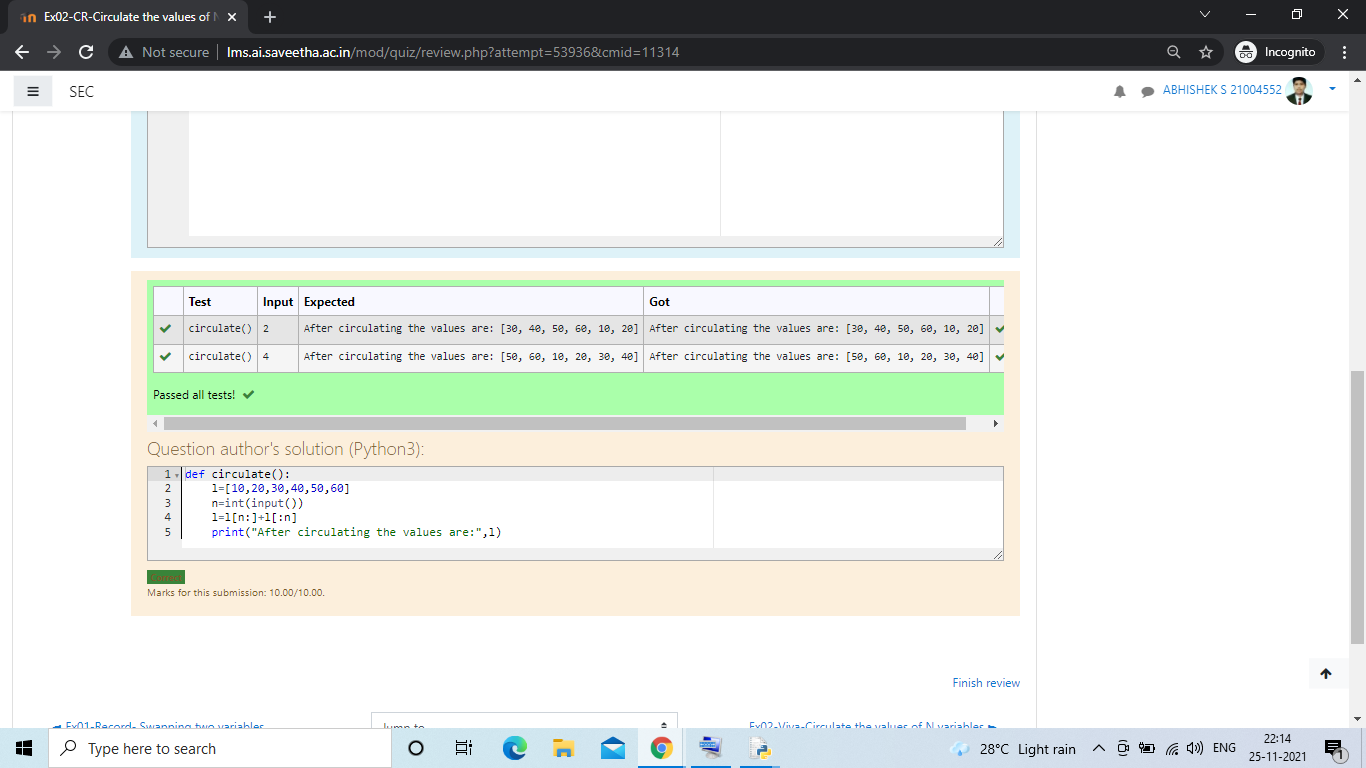 Ex02-CR-Circulate the values of N
Not secure
lms.ai.saveetha.ac.in/mod/quiz/review.php?attempt=53936&cmid=11314
Incognito
SEC
ABHISHEK S 21004552
Test Input Expected Got
circulate() 2 After circulating the values are: [30, 40, 50, 60, 10, 20] After circulating the values are: [30, 40, 50, 60, 10, 20]
circulate() 4 After circulating the values are: [50, 60, 10, 20, 30, 40] After circulating the values are: [50, 60, 10, 20, 30, 40]
Passed all tests!
Question author's solution (Python3):
1 def circulate():
2 l=[10,20,30,40,50,60]
3 n=int(input())
4 l=l[n:]+l[:n]
5 print("After circulating the values are:",l)
Correct
Marks for this submission: 10.00/10.00.
Finish review
◄ Ex01-Record- Swapping two variables
Jump to...
Ex02-Viva-Circulate the values of N variables ►
Type here to search
28°C Light rain
ENG
22:14
25-11-2021
1